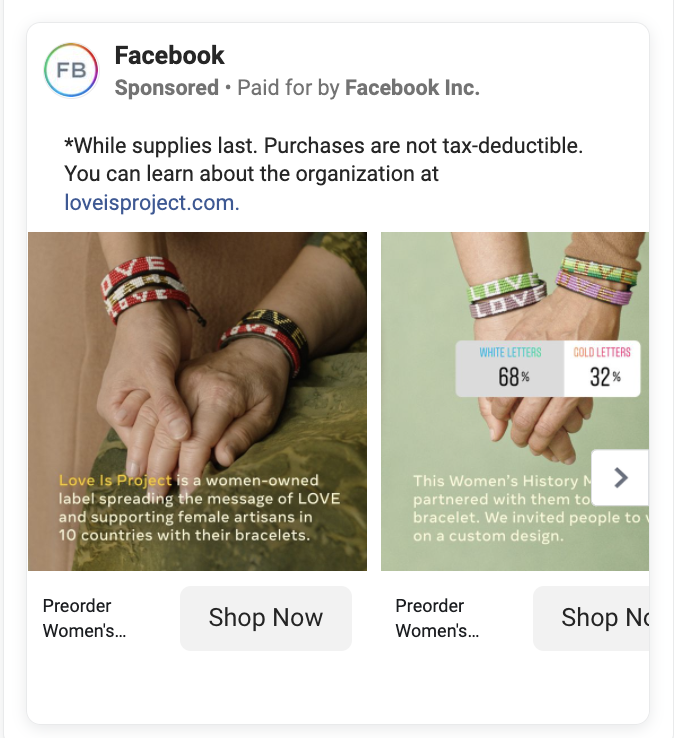 FB
Facebook
Sponsored • Paid for by Facebook Inc.
*While supplies last. Purchases are not tax-deductible.
You can learn about the organization at
loveisproject.com.
OVE
LOVE
LOVE
LOVE
LOVE
LOVE
WHITE LETTERS
68%
GOLD LETTERS
32%
Love Is Project is a women-owned
label spreading the message of LOVE
and supporting female artisans in
10 countries with their bracelets.
This Women's History M
partnered with them to
bracelet. We invited people to v
on a custom design.
Preorder
Women's...
Shop Now
Preorder
Women's...
Shop No